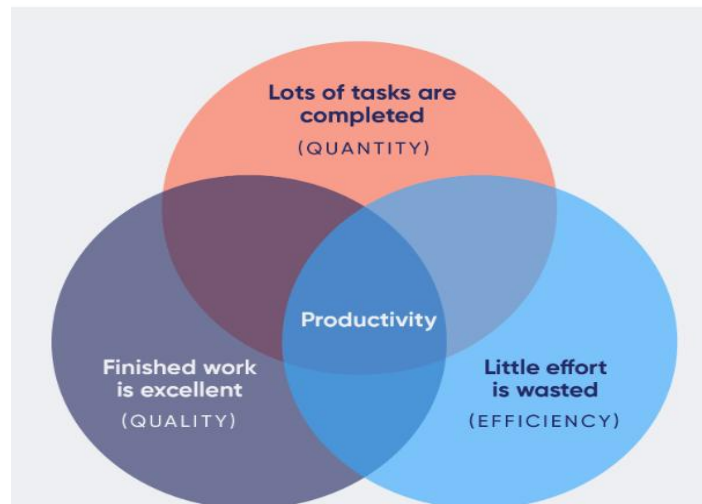 Lots of tasks are
completed
(QUANTITY)
Productivity
Finished work
is excellent
(QUALITY)
Little effort
is wasted
(EFFICIENCY)